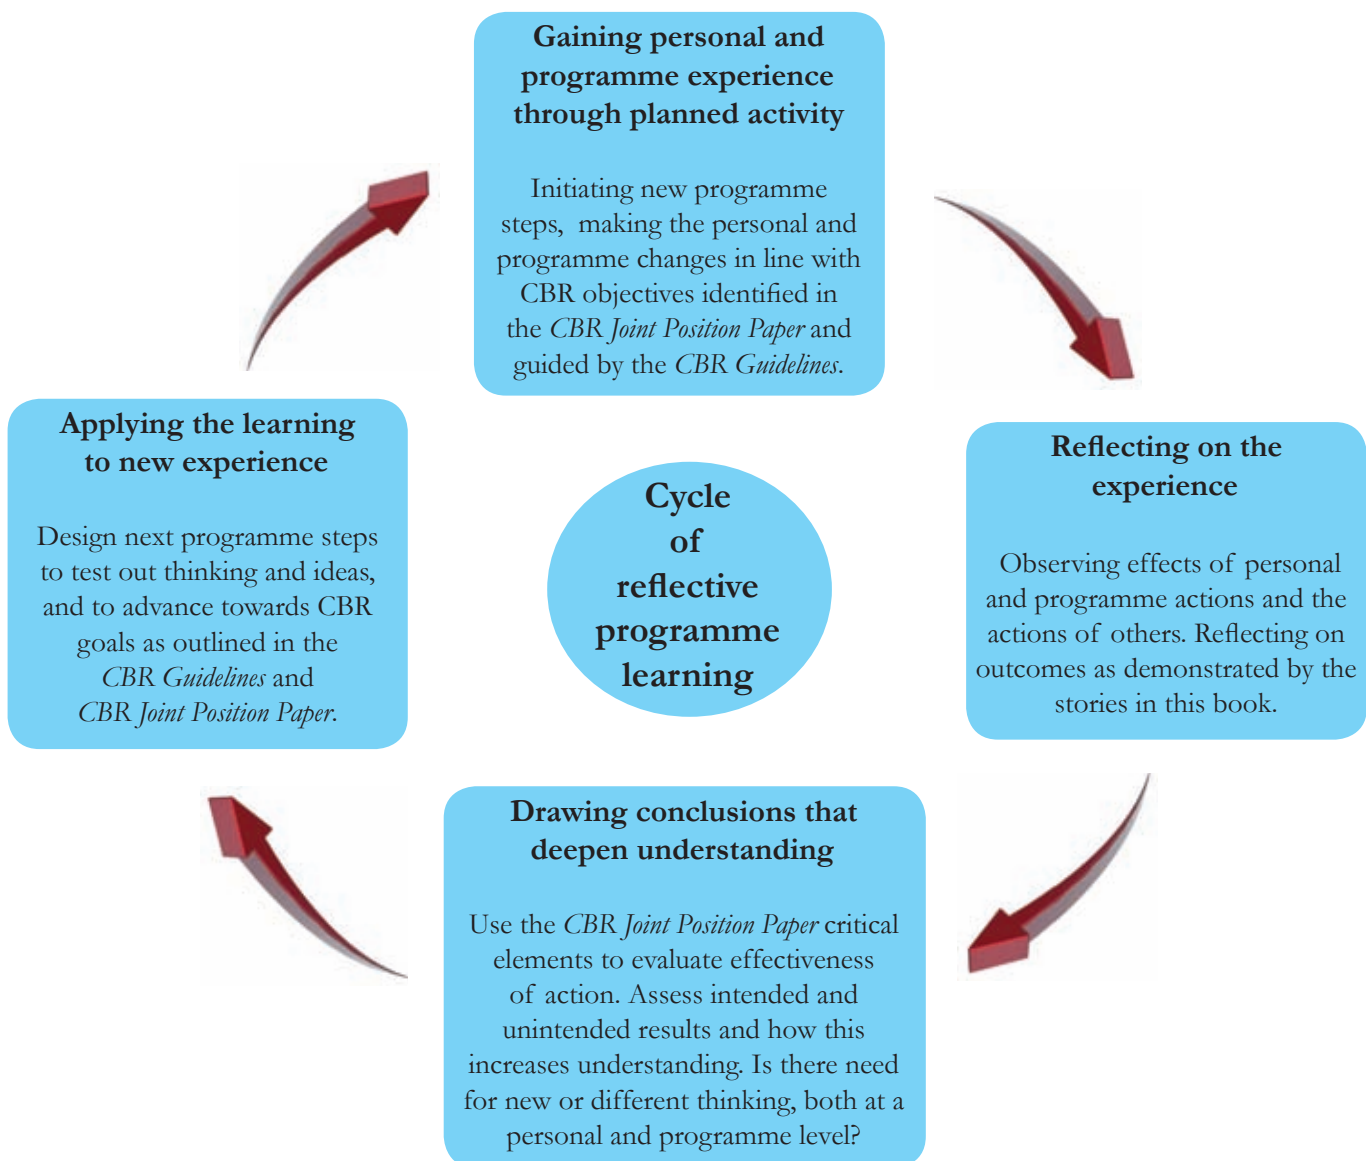 Gaining personal and
programme experience
through planned activity
Initiating new programme
steps, making the personal and
programme changes in line with
CBR objectives identified in
the CBR Joint Position Paper and
guided by the CBR Guidelines.
Reflecting on the
experience
Observing effects of personal
and programme actions and the
actions of others. Reflecting on
outcomes as demonstrated by the
stories in this book.
Drawing conclusions that
deepen understanding
Use the CBR Joint Position Paper critical
elements to evaluate effectiveness
of action. Assess intended and
unintended results and how this
increases understanding. Is there need
for new or different thinking, both at a
personal and programme level?
Applying the learning
to new experience
Design next programme steps
to test out thinking and ideas,
and to advance towards CBR
goals as outlined in the
CBR Guidelines and
CBR Joint Position Paper.
Cycle
of
reflective
programme
learning